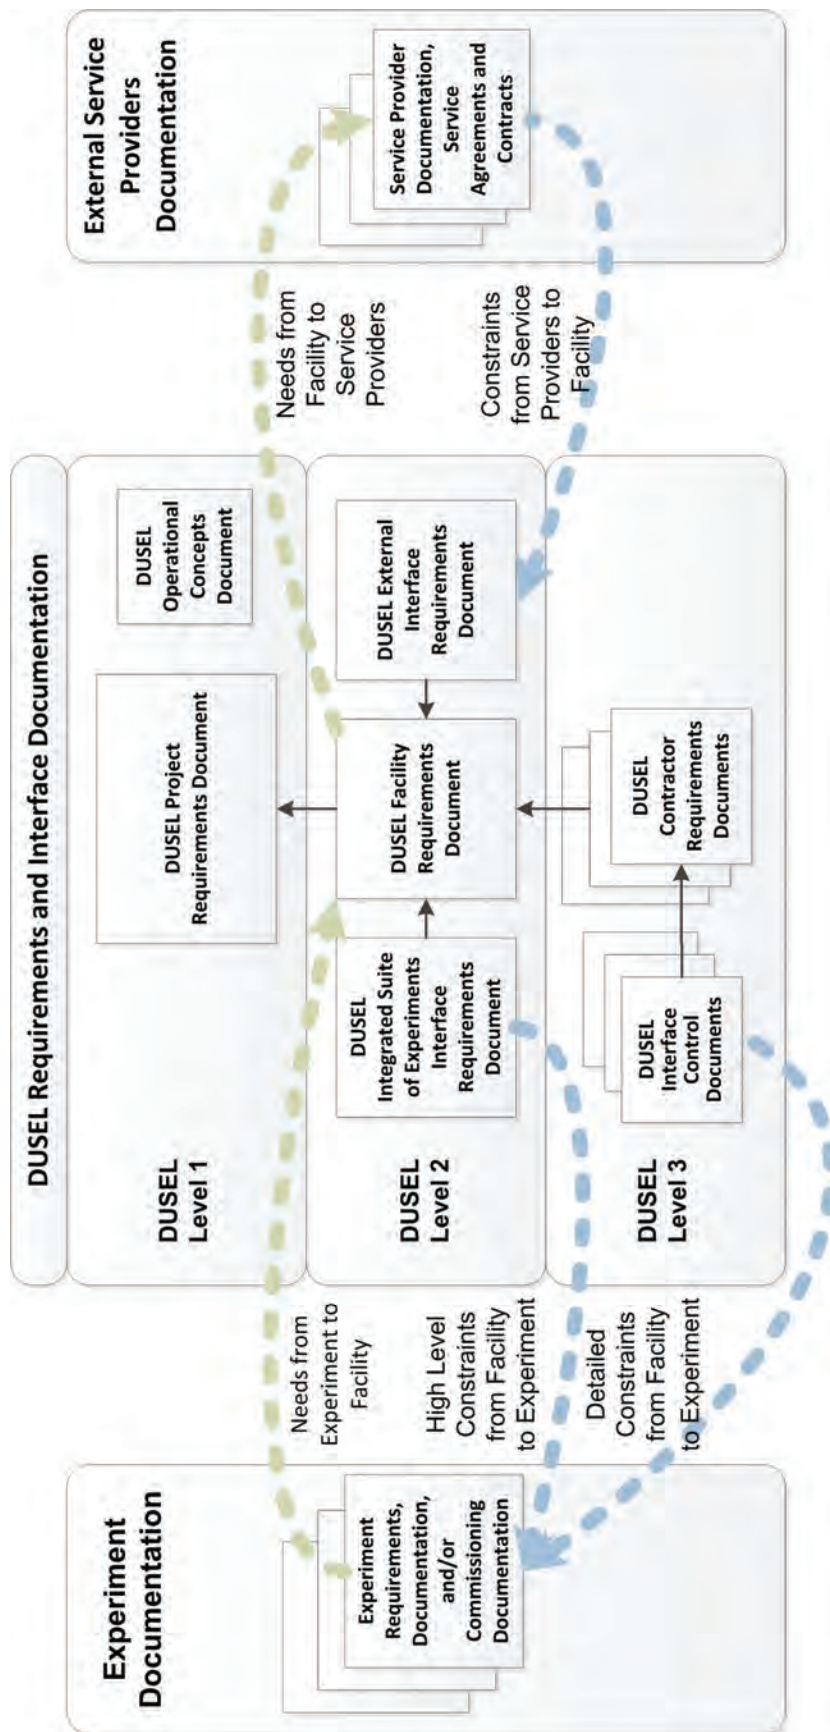 DUSEL Requirements and Interface Documentation
Experiment
Documentation
Experiment
Requirements,
Documentation,
and/or
Commissioning
Documentation
Needs from
Experiment to
Facility
High Level
Constraints
from Facility
to Experiment
Detailed
Constraints
from Facility
to Experiment
DUSEL
Level 1
DUSEL Project
Requirements Document
DUSEL
Operational
Concepts
Document
DUSEL
Level 2
DUSEL
Integrated Suite
of Experiments
Interface
Requirements
Document
DUSEL Facility
Requirements
Document
DUSEL External
Interface
Requirements
Document
DUSEL
Level 3
DUSEL
Interface
Control
Documents
DUSEL
Contractor
Requirements
Documents
Needs from
Facility to
Service
Providers
Constraints
from Service
Providers to
Facility
External Service
Providers
Documentation
Service Provider
Documentation,
Service
Agreements and
Contracts